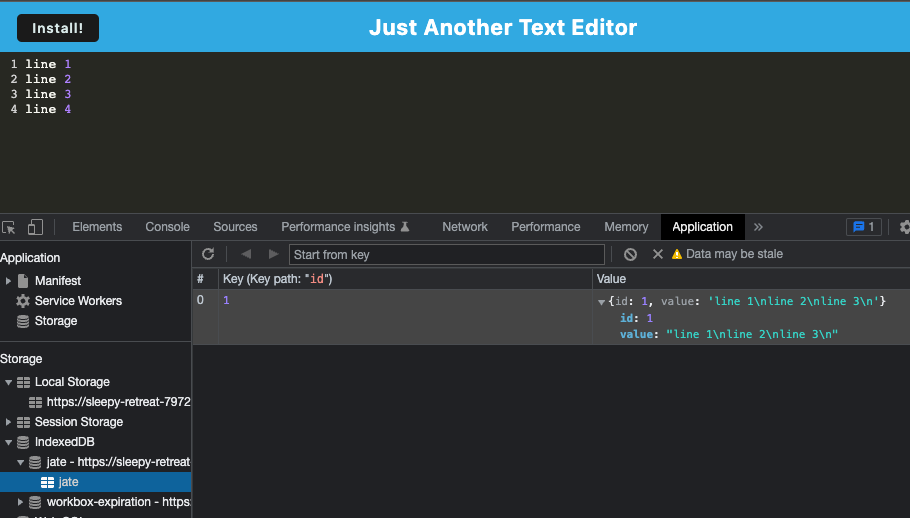 Install! Just Another Text Editor
1 line 1
2 line 2
3 line 3
4 line 4
Elements Console Sources Performance insights Network Performance Memory Application » 1
Application
Manifest
Service Workers
Storage
Storage
Local Storage
https://sleepy-retreat-7972
Session Storage
IndexedDB
jate - https://sleepy-retreat
jate
workbox-expiration - https:
Start from key Data may be stale
# Key (Key path: "id") Value
0 1 {id: 1, value: 'line 1\nline 2\nline 3\n'}
id: 1
value: "line 1\nline 2\nline 3\n"